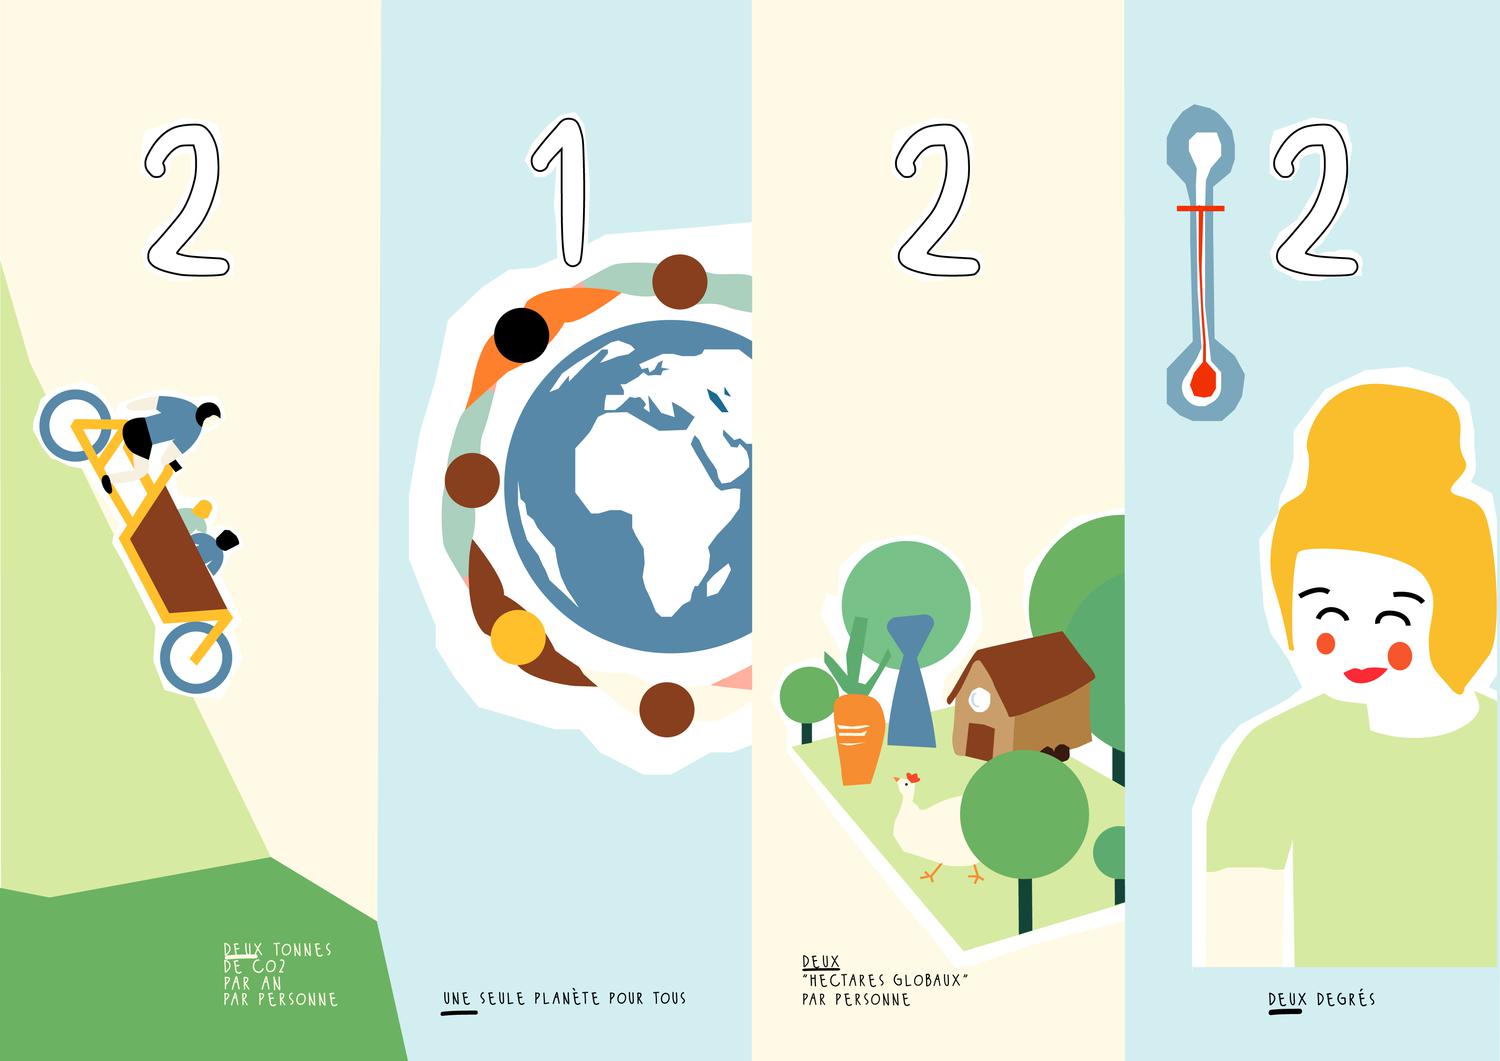 2
DEUX TONNES
DE CO2
PAR AN
PAR PERSONNE
1
UNE SEULE PLANÈTE POUR TOUS
2
DEUX
"HECTARES GLOBAUX"
PAR PERSONNE
2
DEUX DEGRÉS